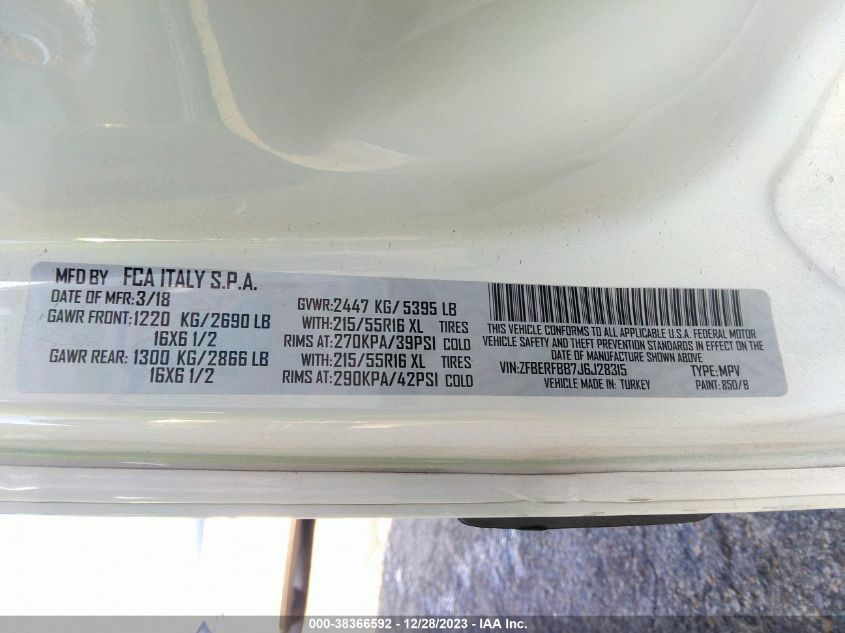 MFD BY FCA ITALY S.P.A.
DATE OF MFR: 3/18
GAWR FRONT: 1220 KG/2690 LB
16X6 1/2
GAWR REAR: 1300 KG/2866 LB
16X6 1/2
GVWR: 2447 KG/5395 LB
WITH: 215/55R16 XL TIRES
RIMS AT: 270KPA/39PSI COLD
WITH: 215/55R16 XL TIRES
RIMS AT: 290KPA/42PSI COLD
THIS VEHICLE CONFORMS TO ALL APPLICABLE U.S.A. FEDERAL MOTOR
VEHICLE SAFETY AND THEFT PREVENTION STANDARDS IN EFFECT ON THE
DATE OF MANUFACTURE SHOWN ABOVE
VIN: ZFBERFBB7J6J28315 TYPE: MPV
VEHICLE MADE IN: TURKEY PAINT: 850/B
000-38366592 - 12/28/2023 - © IAA Inc.